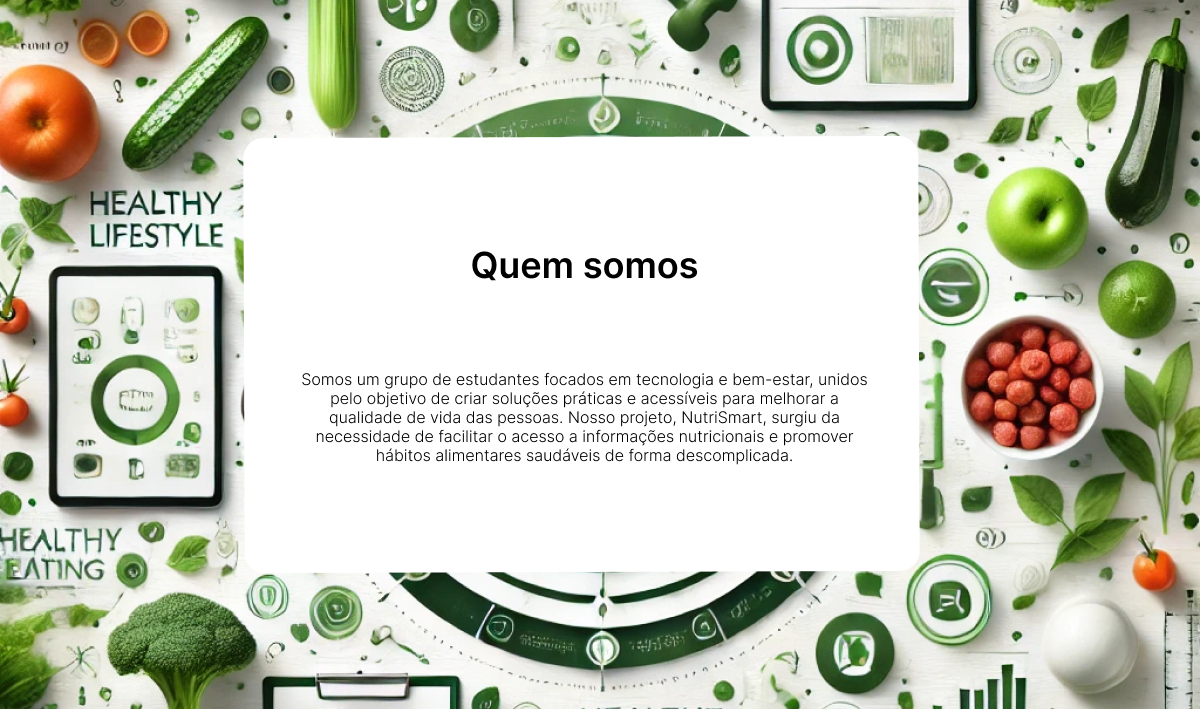 HEALTHY
LIFESTYLE
Quem somos
Somos um grupo de estudantes focados em tecnologia e bem-estar, unidos
pelo objetivo de criar soluções práticas e acessíveis para melhorar a
qualidade de vida das pessoas. Nosso projeto, NutriSmart, surgiu da
necessidade de facilitar o acesso a informações nutricionais e promover
hábitos alimentares saudáveis de forma descomplicada.
HEALTHY
EATING